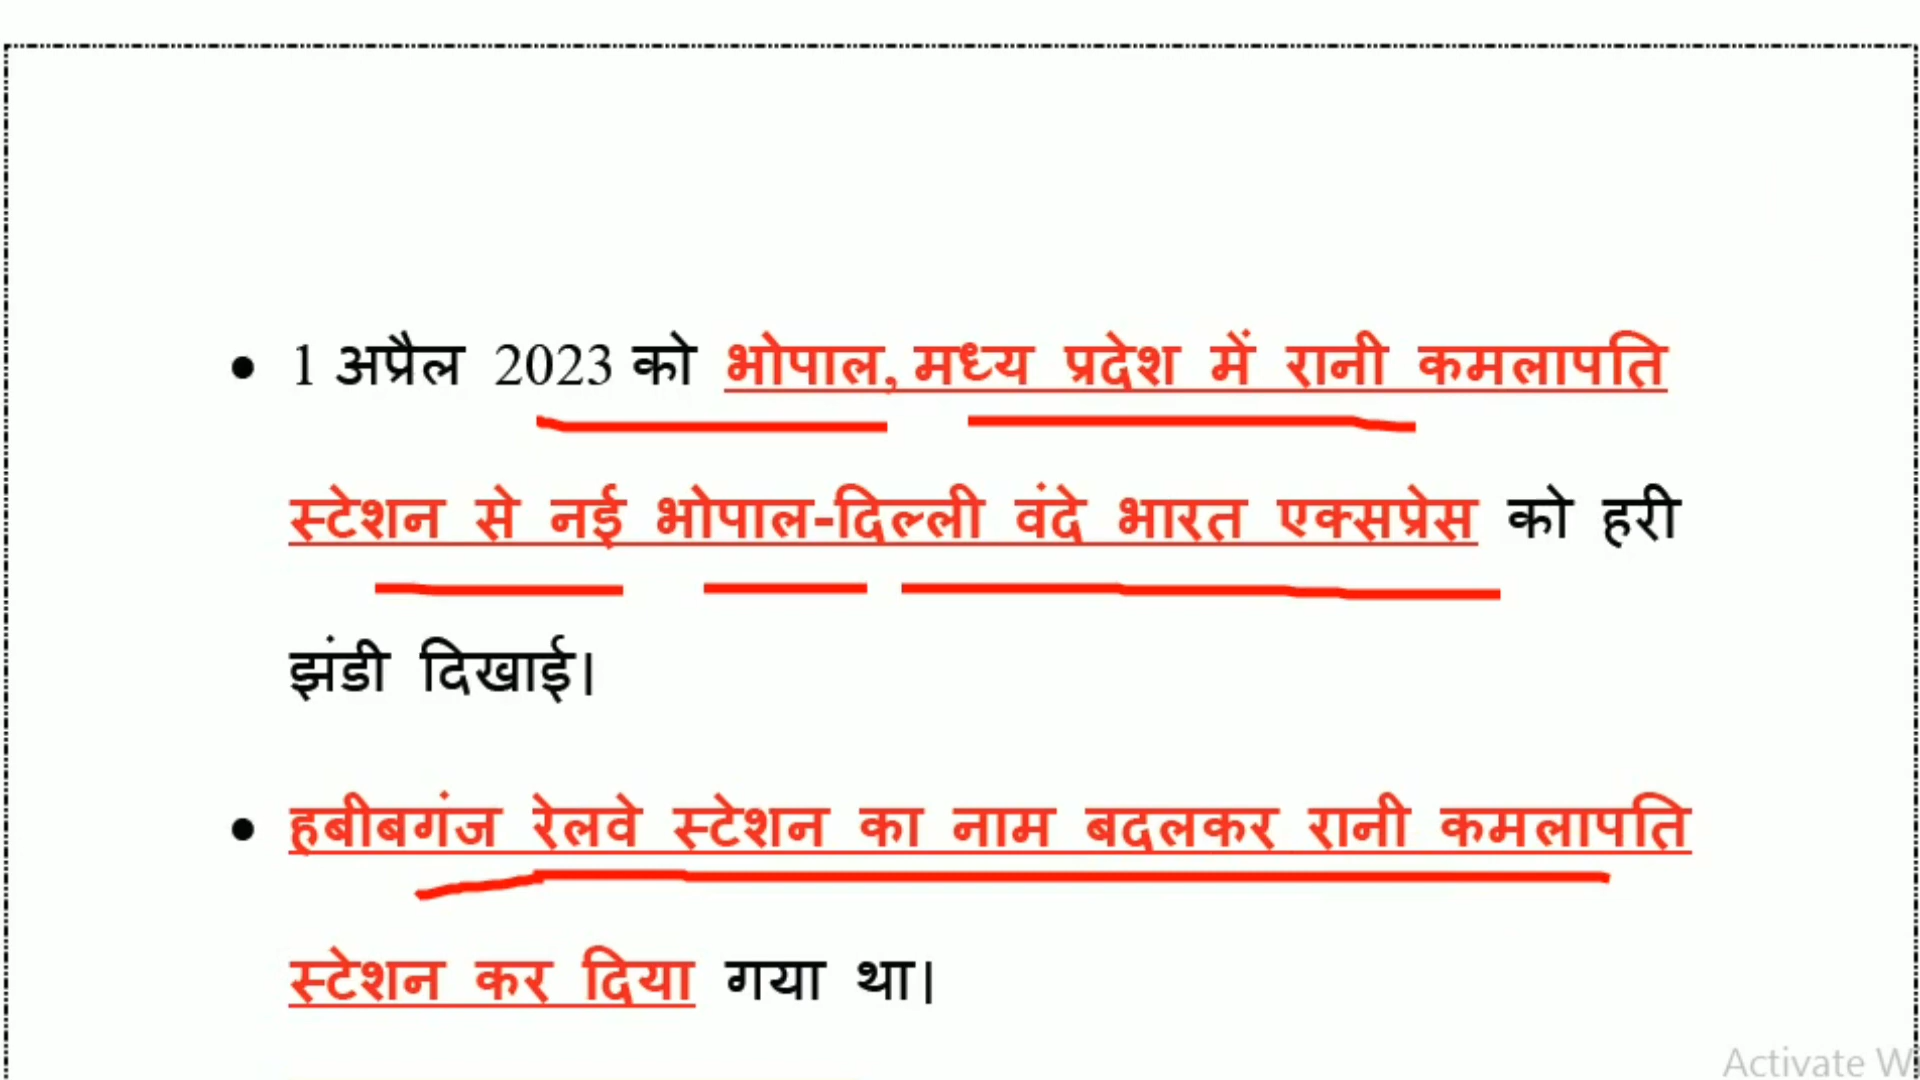 • 1 अप्रैल 2023 को भोपाल, मध्य प्रदेश में रानी कमलापति
स्टेशन से नई भोपाल-दिल्ली वंदे भारत एक्सप्रेस को हरी
झंडी दिखाई।
• हबीबगंज रेलवे स्टेशन का नाम बदलकर रानी कमलापति
स्टेशन कर दिया गया था।
Activate W